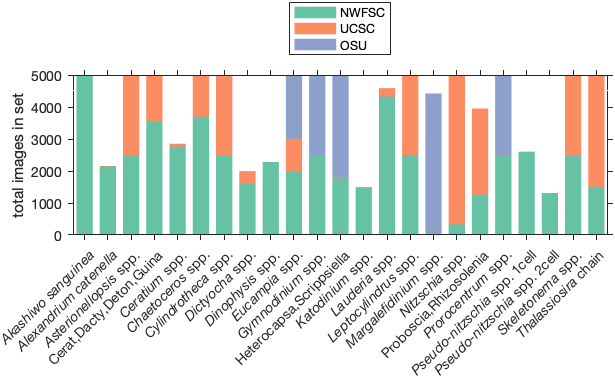 NWFSC
UCSC
OSU
total images in set
5000
4000
3000
2000
1000
0
Akashiwo sanguinea
Alexandrium catenella
Asterionellopsis spp.
Cerat,Dacty,Deton,Guina
Ceratium spp.
Chaetoceros spp.
Cylindrotheca spp.
Dictyocha spp.
Dinophysis spp.
Eucampia spp.
Gymnodinium spp.
Heterocapsa,Scrippsiella
Katodinium spp.
Lauderia spp.
Leptocylindrus spp.
Margalefidinium spp.
Nitzschia spp.
Proboscia,Rhizosolenia
Prorocentrum spp.
Pseudo-nitzschia spp. 1cell
Pseudo-nitzschia spp. 2cell
Skeletonema spp.
Thalassiosira chain